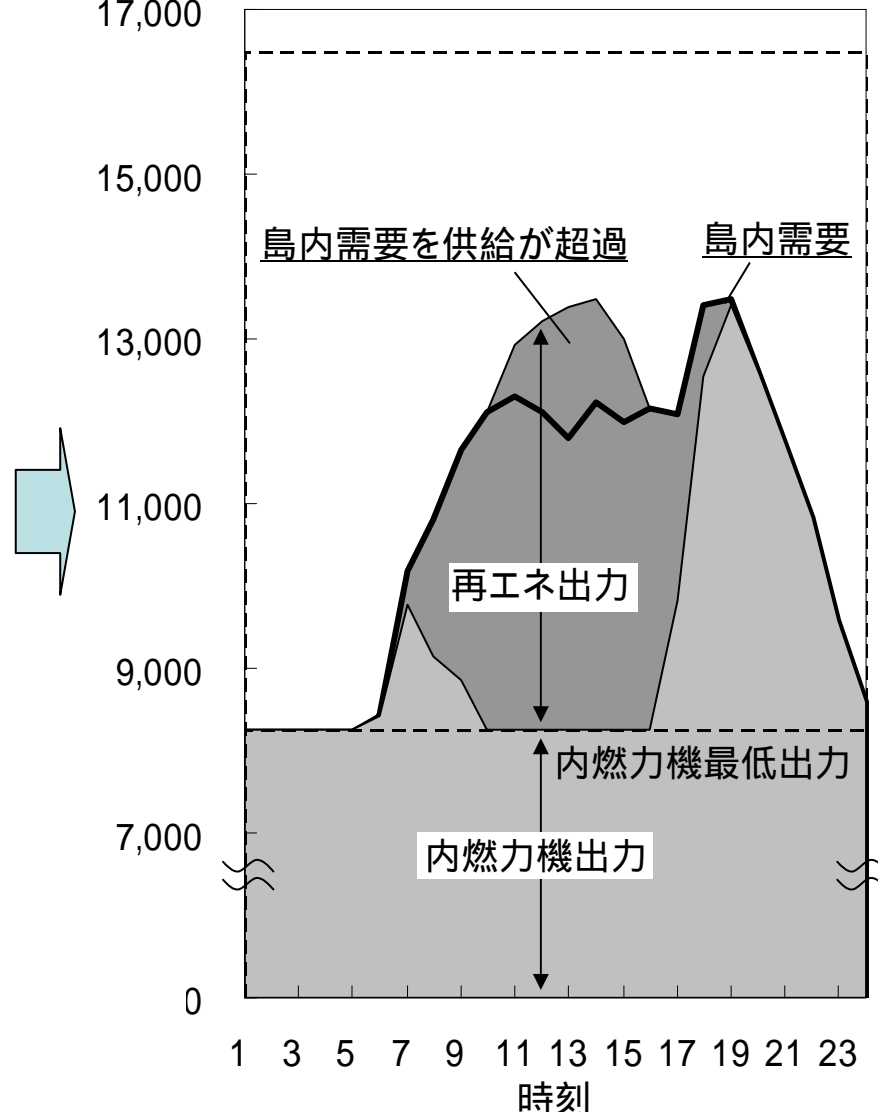 17,000
15,000
島内需要を供給が超過
島内需要
13,000
11,000
再エネ出力
9,000
内燃力機最低出力
7,000
内燃力機出力
0
1 3 5 7 9 11 13 15 17 19 21 23
時刻